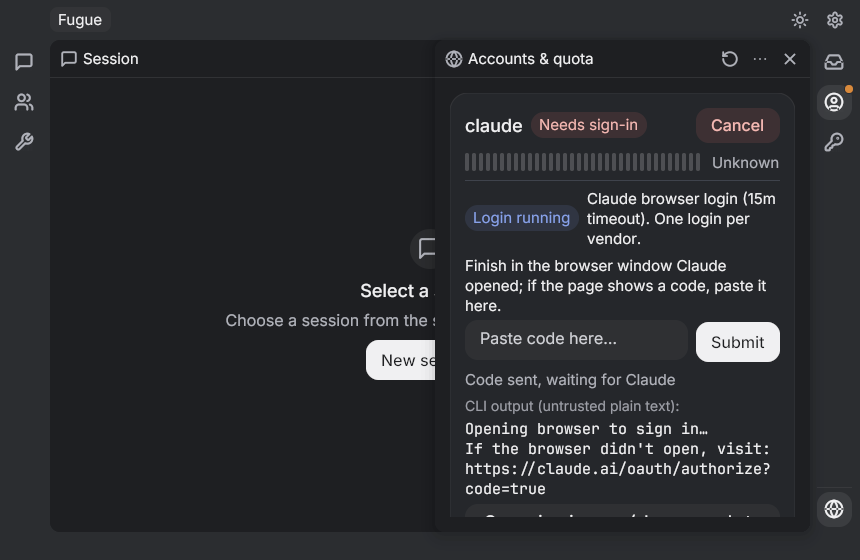 Fugue
Session
Accounts & quota
claude
Needs sign-in
Cancel
Unknown
Login running
Claude browser login (15m
timeout). One login per
vendor.
Finish in the browser window Claude
opened; if the page shows a code, paste it
here.
Paste code here...
Submit
Code sent, waiting for Claude
CLI output (untrusted plain text):
Opening browser to sign in…
If the browser didn't open, visit:
https://claude.ai/oauth/authorize?
code=true
Select a
Choose a session from the
New